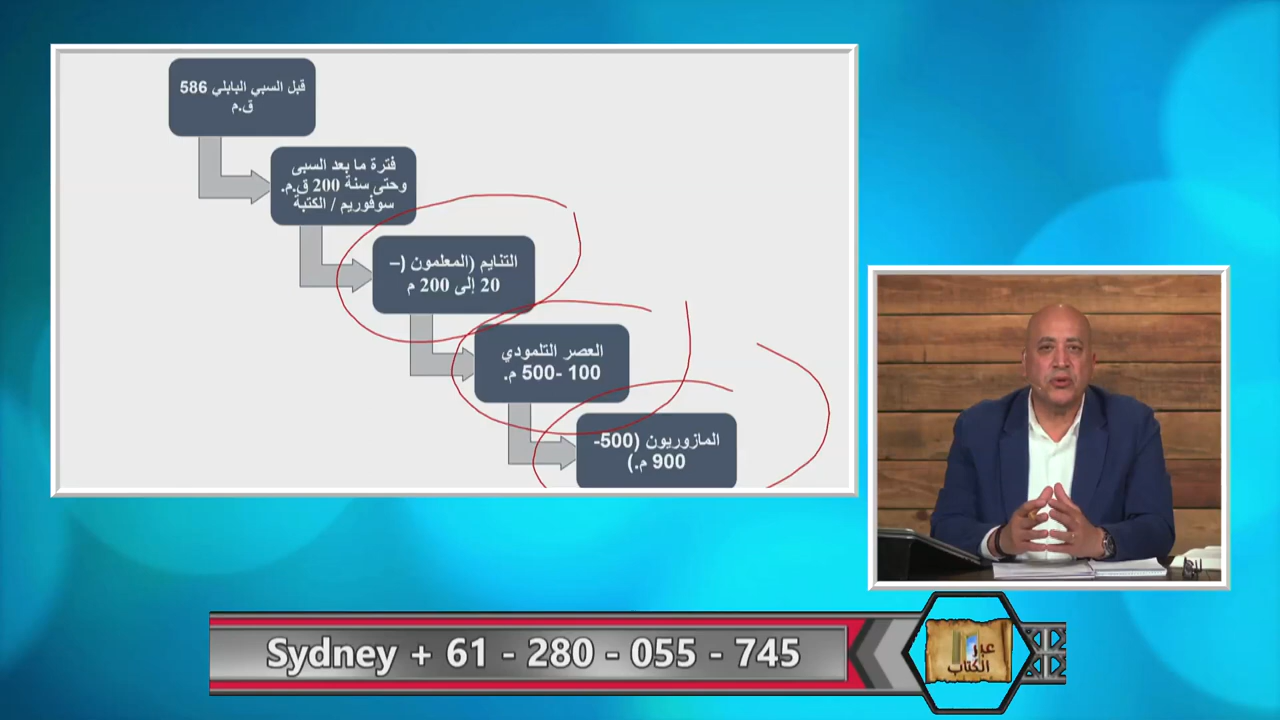 قبل السبي البابلي 586
ق.م
فترة ما بعد السبى
وحتى سنة 200 ق.م.
سوفوريم / الكتبة
التنايم (المعلمون (–
20 إلى 200 م
العصر التلمودي
100 -500 م.
المازوريون (500-
900 م.)
Sydney + 61 - 280 - 055 - 745
عبر
الكتاب